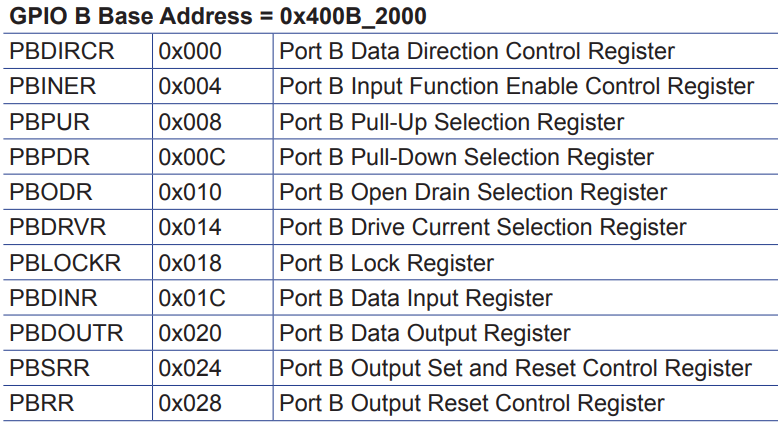 GPIO B Base Address = 0x400B_2000
PBDIRCR 0x000 Port B Data Direction Control Register
PBINER 0x004 Port B Input Function Enable Control Register
PBPUR 0x008 Port B Pull-Up Selection Register
PBPDR 0x00C Port B Pull-Down Selection Register
PBODR 0x010 Port B Open Drain Selection Register
PBDRVR 0x014 Port B Drive Current Selection Register
PBLOCKR 0x018 Port B Lock Register
PBDINR 0x01C Port B Data Input Register
PBDOUTR 0x020 Port B Data Output Register
PBSRR 0x024 Port B Output Set and Reset Control Register
PBRR 0x028 Port B Output Reset Control Register